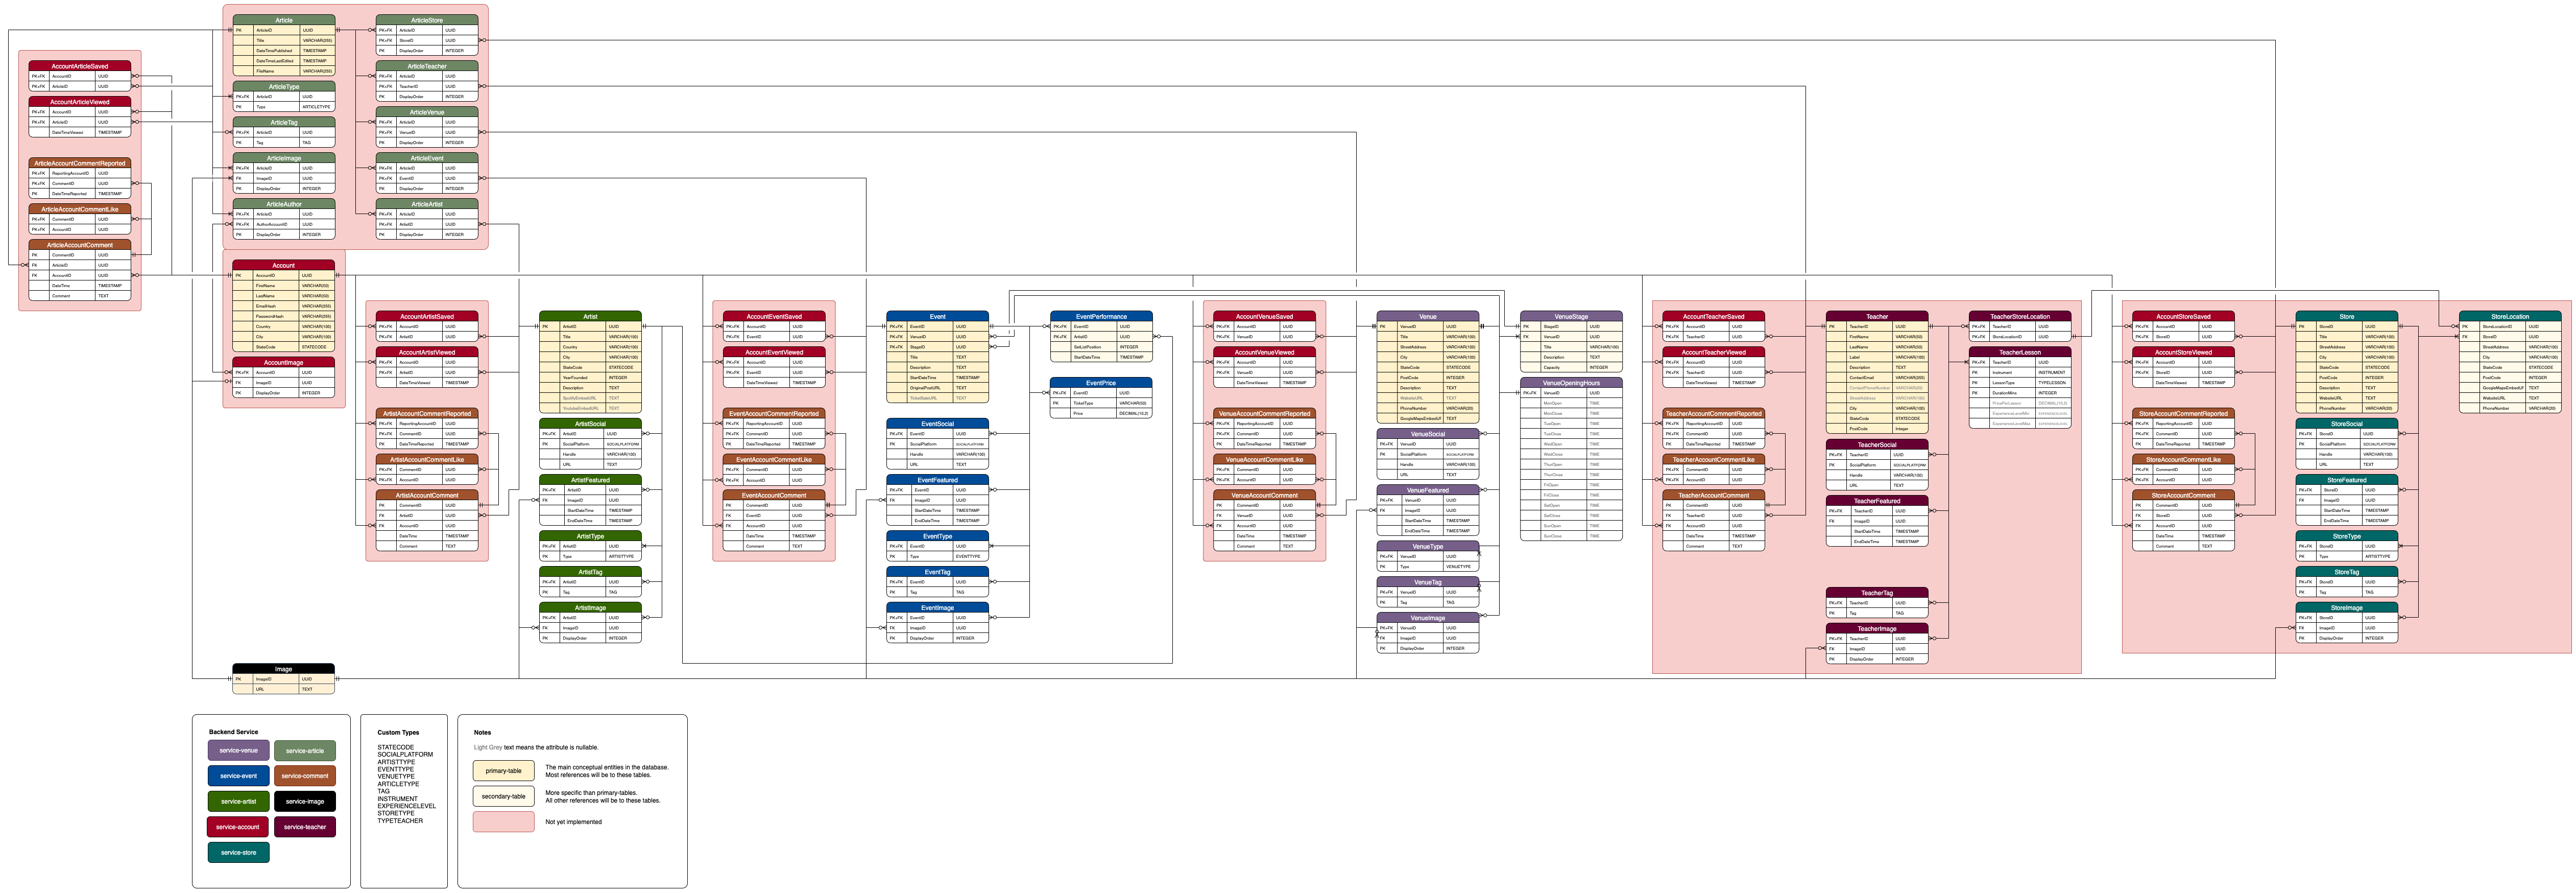 Article
PK ArticleID UUID
Title VARCHAR(255)
DateTimePublished TIMESTAMP
DateTimeLastEdited TIMESTAMP
FileName VARCHAR(255)
ArticleType
PK+FK ArticleID UUID
PK Type ARTICLETYPE
ArticleTag
PK+FK ArticleID UUID
PK Tag TAG
ArticleImage
PK+FK ArticleID UUID
FK ImageID UUID
PK DisplayOrder INTEGER
ArticleAuthor
PK+FK ArticleID UUID
PK+FK AuthorAccountID UUID
PK DisplayOrder INTEGER
ArticleStore
PK+FK ArticleID UUID
PK+FK StoreID UUID
PK DisplayOrder INTEGER
ArticleTeacher
PK+FK ArticleID UUID
PK+FK TeacherID UUID
PK DisplayOrder INTEGER
ArticleVenue
PK+FK ArticleID UUID
PK+FK VenueID UUID
PK DisplayOrder INTEGER
ArticleEvent
PK+FK ArticleID UUID
PK+FK EventID UUID
PK DisplayOrder INTEGER
ArticleArtist
PK+FK ArticleID UUID
PK+FK ArtistID UUID
PK DisplayOrder INTEGER
AccountArticleSaved
PK+FK AccountID UUID
PK+FK ArticleID UUID
AccountArticleViewed
PK+FK AccountID UUID
PK+FK ArticleID UUID
DateTimeViewed TIMESTAMP
ArticleAccountCommentReported
PK+FK ReportingAccountID UUID
PK+FK CommentID UUID
PK DateTimeReported TIMESTAMP
ArticleAccountCommentLike
PK+FK CommentID UUID
PK+FK AccountID UUID
ArticleAccountComment
PK CommentID UUID
FK ArticleID UUID
FK AccountID UUID
DateTime TIMESTAMP
Comment TEXT
Account
PK AccountID UUID
FirstName VARCHAR(50)
LastName VARCHAR(50)
EmailHash VARCHAR(255)
PasswordHash VARCHAR(255)
Country VARCHAR(100)
City VARCHAR(100)
StateCode STATECODE
AccountImage
PK+FK AccountID UUID
FK ImageID UUID
PK DisplayOrder INTEGER
AccountArtistSaved
PK+FK AccountID UUID
PK+FK ArtistID UUID
AccountArtistViewed
PK+FK AccountID UUID
PK+FK ArtistID UUID
DateTimeViewed TIMESTAMP
ArtistAccountCommentReported
PK+FK ReportingAccountID UUID
PK+FK CommentID UUID
PK DateTimeReported TIMESTAMP
ArtistAccountCommentLike
PK+FK CommentID UUID
PK+FK AccountID UUID
ArtistAccountComment
PK CommentID UUID
FK ArtistID UUID
FK AccountID UUID
DateTime TIMESTAMP
Comment TEXT
Artist
PK ArtistID UUID
Title VARCHAR(100)
Country VARCHAR(100)
City VARCHAR(100)
StateCode STATECODE
YearFounded INTEGER
Description TEXT
SpotifyEmbedURL TEXT
YoutubeEmbedURL TEXT
ArtistSocial
PK+FK ArtistID UUID
PK SocialPlatform SOCIALPLATFORM
Handle VARCHAR(100)
URL TEXT
ArtistFeatured
PK+FK ArtistID UUID
FK ImageID UUID
StartDateTime TIMESTAMP
EndDateTime TIMESTAMP
ArtistType
PK+FK ArtistID UUID
PK Type ARTISTTYPE
ArtistTag
PK+FK ArtistID UUID
PK Tag TAG
ArtistImage
PK+FK ArtistID UUID
FK ImageID UUID
PK DisplayOrder INTEGER
AccountEventSaved
PK+FK AccountID UUID
PK+FK EventID UUID
AccountEventViewed
PK+FK AccountID UUID
PK+FK EventID UUID
DateTimeViewed TIMESTAMP
EventAccountCommentReported
PK+FK ReportingAccountID UUID
PK+FK CommentID UUID
PK DateTimeReported TIMESTAMP
EventAccountCommentLike
PK+FK CommentID UUID
PK+FK AccountID UUID
EventAccountComment
PK CommentID UUID
FK EventID UUID
FK AccountID UUID
DateTime TIMESTAMP
Comment TEXT
Event
PK+FK EventID UUID
PK+FK VenueID UUID
PK+FK StageID UUID
Title TEXT
Description TEXT
StartDateTime TIMESTAMP
OriginalPostURL TEXT
TicketSaleURL TEXT
EventSocial
PK+FK EventID UUID
PK SocialPlatform SOCIALPLATFORM
Handle VARCHAR(100)
URL TEXT
EventFeatured
PK+FK EventID UUID
FK ImageID UUID
StartDateTime TIMESTAMP
EndDateTime TIMESTAMP
EventType
PK+FK EventID UUID
PK Type EVENTTYPE
EventTag
PK+FK EventID UUID
PK Tag TAG
EventImage
PK+FK EventID UUID
FK ImageID UUID
PK DisplayOrder INTEGER
EventPerformance
PK+FK EventID UUID
PK+FK ArtistID UUID
PK SetListPosition INTEGER
StartDateTime TIMESTAMP
EventPrice
PK+FK EventID UUID
PK TicketType VARCHAR(50)
PK Price DECIMAL(10,2)
AccountVenueSaved
PK+FK AccountID UUID
PK+FK VenueID UUID
AccountVenueViewed
PK+FK AccountID UUID
PK+FK VenueID UUID
DateTimeViewed TIMESTAMP
VenueAccountCommentReported
PK+FK ReportingAccountID UUID
PK+FK CommentID UUID
PK DateTimeReported TIMESTAMP
VenueAccountCommentLike
PK+FK CommentID UUID
PK+FK AccountID UUID
VenueAccountComment
PK CommentID UUID
FK VenueID UUID
FK AccountID UUID
DateTime TIMESTAMP
Comment TEXT
Venue
PK VenueID UUID
Title VARCHAR(100)
StreetAddress VARCHAR(100)
City VARCHAR(100)
StateCode STATECODE
PostCode INTEGER
Description TEXT
WebsiteURL TEXT
PhoneNumber VARCHAR(20)
GoogleMapsEmbedUrl TEXT
VenueSocial
PK+FK VenueID UUID
PK SocialPlatform SOCIALPLATFORM
Handle VARCHAR(100)
URL TEXT
VenueFeatured
PK+FK VenueID UUID
FK ImageID UUID
StartDateTime TIMESTAMP
EndDateTime TIMESTAMP
VenueType
PK+FK VenueID UUID
PK Type VENUETYPE
VenueTag
PK+FK VenueID UUID
PK Tag TAG
VenueImage
PK+FK VenueID UUID
FK ImageID UUID
PK DisplayOrder INTEGER
VenueStage
PK StageID UUID
FK VenueID UUID
Title VARCHAR(100)
Description TEXT
Capacity INTEGER
VenueOpeningHours
PK+FK VenueID UUID
MonOpen TIME
MonClose TIME
TueOpen TIME
TueClose TIME
WedOpen TIME
WedClose TIME
ThurOpen TIME
ThurClose TIME
FriOpen TIME
FriClose TIME
SatOpen TIME
SatClose TIME
SunOpen TIME
SunClose TIME
AccountTeacherSaved
PK+FK AccountID UUID
PK+FK TeacherID UUID
AccountTeacherViewed
PK+FK AccountID UUID
PK+FK TeacherID UUID
DateTimeViewed TIMESTAMP
TeacherAccountCommentReported
PK+FK ReportingAccountID UUID
PK+FK CommentID UUID
PK DateTimeReported TIMESTAMP
TeacherAccountCommentLike
PK+FK CommentID UUID
PK+FK AccountID UUID
TeacherAccountComment
PK CommentID UUID
FK TeacherID UUID
FK AccountID UUID
DateTime TIMESTAMP
Comment TEXT
Teacher
PK TeacherID UUID
FirstName VARCHAR(50)
LastName VARCHAR(50)
Label VARCHAR(100)
Description TEXT
ContactEmail VARCHAR(255)
ContactPhoneNumber VARCHAR(20)
StreetAddress VARCHAR(100)
City VARCHAR(100)
StateCode STATECODE
PostCode Integer
TeacherSocial
PK+FK TeacherID UUID
PK SocialPlatform SOCIALPLATFORM
Handle VARCHAR(100)
URL TEXT
TeacherFeatured
PK+FK TeacherID UUID
FK ImageID UUID
StartDateTime TIMESTAMP
EndDateTime TIMESTAMP
TeacherTag
PK+FK TeacherID UUID
PK Tag TAG
TeacherImage
PK+FK TeacherID UUID
FK ImageID UUID
PK DisplayOrder INTEGER
TeacherStoreLocation
PK+FK TeacherID UUID
PK+FK StoreLocationID UUID
TeacherLesson
PK+FK TeacherID UUID
PK Instrument INSTRUMENT
PK LessonType TYPELESSON
PK DurationMins INTEGER
PricePerLesson DECIMAL(10,2)
ExperienceLevelMin EXPERIENCELEVEL
ExperienceLevelMax EXPERIENCELEVEL
AccountStoreSaved
PK+FK AccountID UUID
PK+FK StoreID UUID
AccountStoreViewed
PK+FK AccountID UUID
PK+FK StoreID UUID
DateTimeViewed TIMESTAMP
StoreAccountCommentReported
PK+FK ReportingAccountID UUID
PK+FK CommentID UUID
PK DateTimeReported TIMESTAMP
StoreAccountCommentLike
PK+FK CommentID UUID
PK+FK AccountID UUID
StoreAccountComment
PK CommentID UUID
FK StoreID UUID
FK AccountID UUID
DateTime TIMESTAMP
Comment TEXT
Store
PK StoreID UUID
Title VARCHAR(100)
StreetAddress VARCHAR(100)
City VARCHAR(100)
StateCode STATECODE
PostCode INTEGER
Description TEXT
WebsiteURL TEXT
PhoneNumber VARCHAR(20)
StoreSocial
PK+FK StoreID UUID
PK SocialPlatform SOCIALPLATFORM
Handle VARCHAR(100)
URL TEXT
StoreFeatured
PK+FK StoreID UUID
FK ImageID UUID
StartDateTime TIMESTAMP
EndDateTime TIMESTAMP
StoreType
PK+FK StoreID UUID
PK Type ARTISTTYPE
StoreTag
PK+FK StoreID UUID
PK Tag TAG
StoreImage
PK+FK StoreID UUID
FK ImageID UUID
PK DisplayOrder INTEGER
StoreLocation
PK StoreLocationID UUID
FK StoreID UUID
StreetAddress VARCHAR(100)
City VARCHAR(100)
StateCode STATECODE
PostCode INTEGER
GoogleMapsEmbedUrl TEXT
WebsiteURL TEXT
PhoneNumber VARCHAR(20)
Image
PK ImageID UUID
URL TEXT
Backend Service
service-venue service-article
service-event service-comment
service-artist service-image
service-account service-teacher
service-store
Custom Types
STATECODE
SOCIALPLATFORM
ARTISTTYPE
EVENTTYPE
VENUETYPE
ARTICLETYPE
TAG
INSTRUMENT
EXPERIENCELEVEL
STORETYPE
TYPETEACHER
Notes
Light Grey text means the attribute is nullable.
primary-table
The main conceptual entities in the database.
Most references will be to these tables.
secondary-table
More specific than primary-tables.
All other references will be to these tables.
Not yet implemented